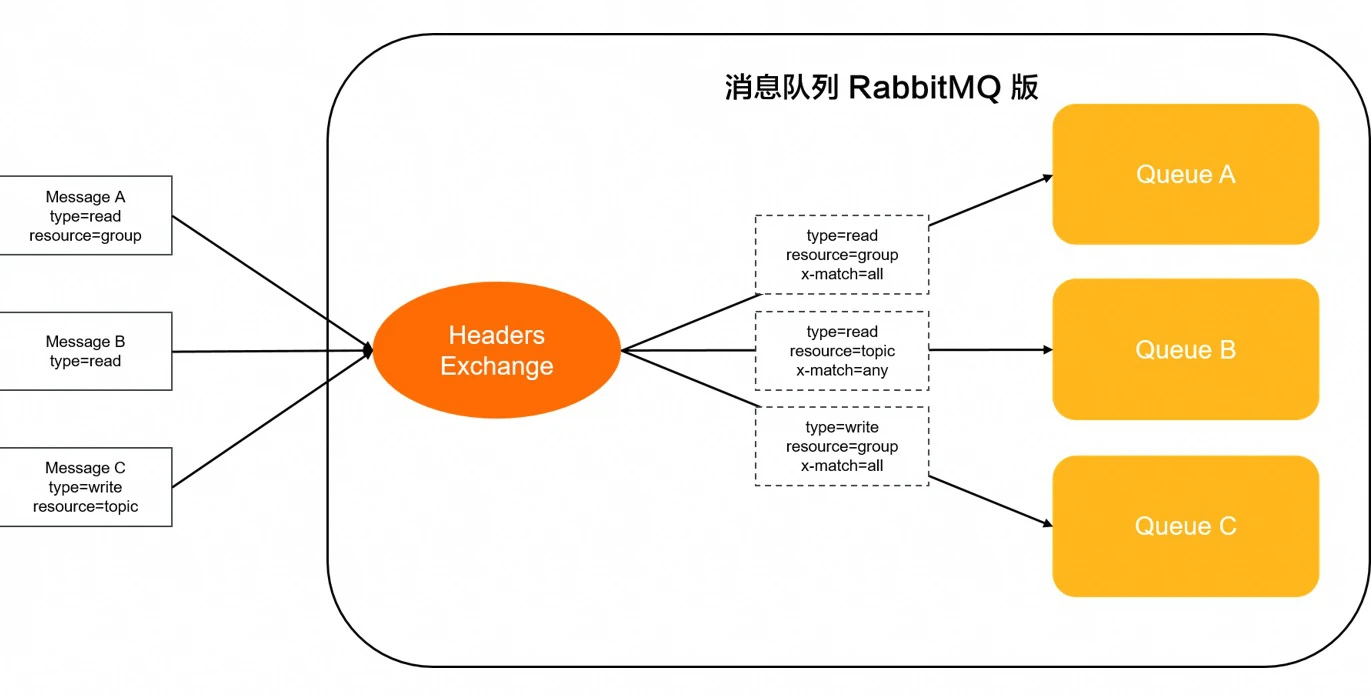 消息队列 RabbitMQ 版
Message A
type=read
resource=group
Message B
type=read
Message C
type=write
resource=topic
Headers
Exchange
type=read
resource=group
x-match=all
type=read
resource=topic
x-match=any
type=write
resource=group
x-match=all
Queue A
Queue B
Queue C